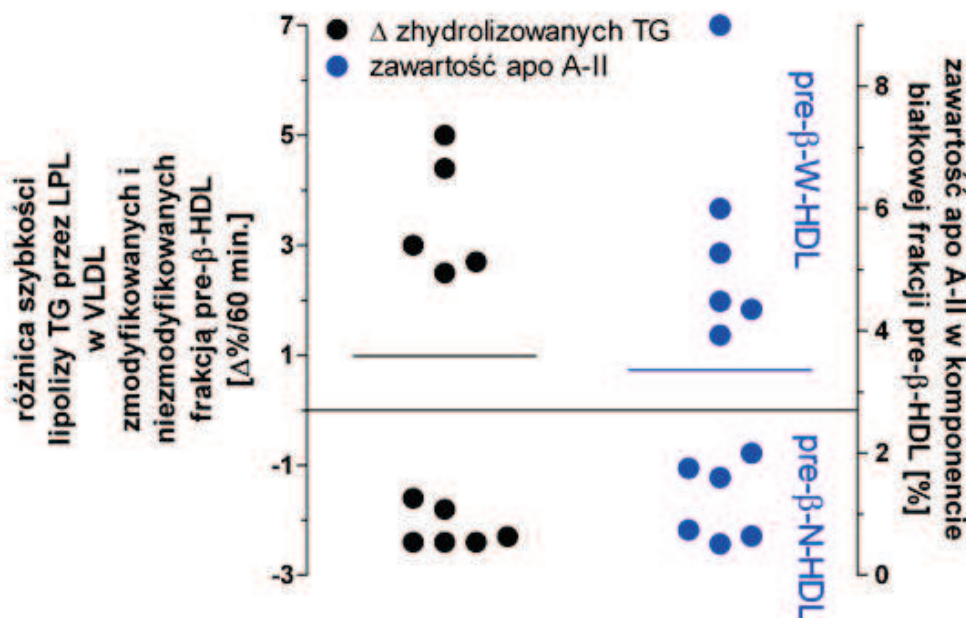 różnica szybkości
lipolizy TG przez LPL
w VLDL
zmodyfikowanych i
niezmodyfikowanych
frakcją pre-β-HDL
[Δ%/60 min.]
7
5
3
1
-1
-3
Δ zhydrolizowanych TG
zawartość apo A-II
pre-β-W-HDL
pre-β-N-HDL
8
6
4
2
0
zawartość apo A-II w komponencie
białkowej frakcji pre-β-HDL [%]